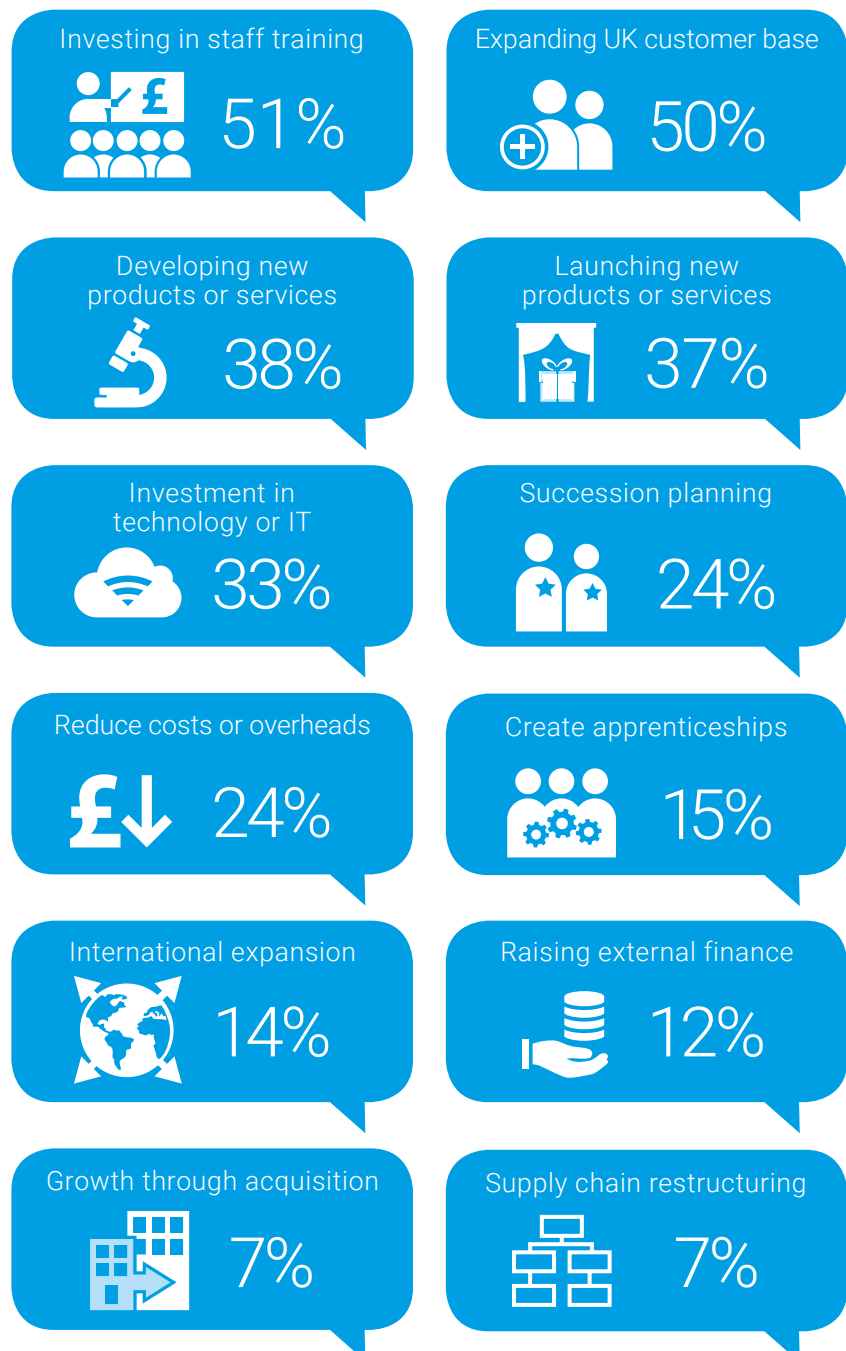 Investing in staff training
£
51%
Expanding UK customer base
50%
Developing new
products or services
38%
Launching new
products or services
37%
Investment in
technology or IT
33%
Succession planning
24%
Reduce costs or overheads
£
24%
Create apprenticeships
15%
International expansion
14%
Raising external finance
12%
Growth through acquisition
7%
Supply chain restructuring
7%